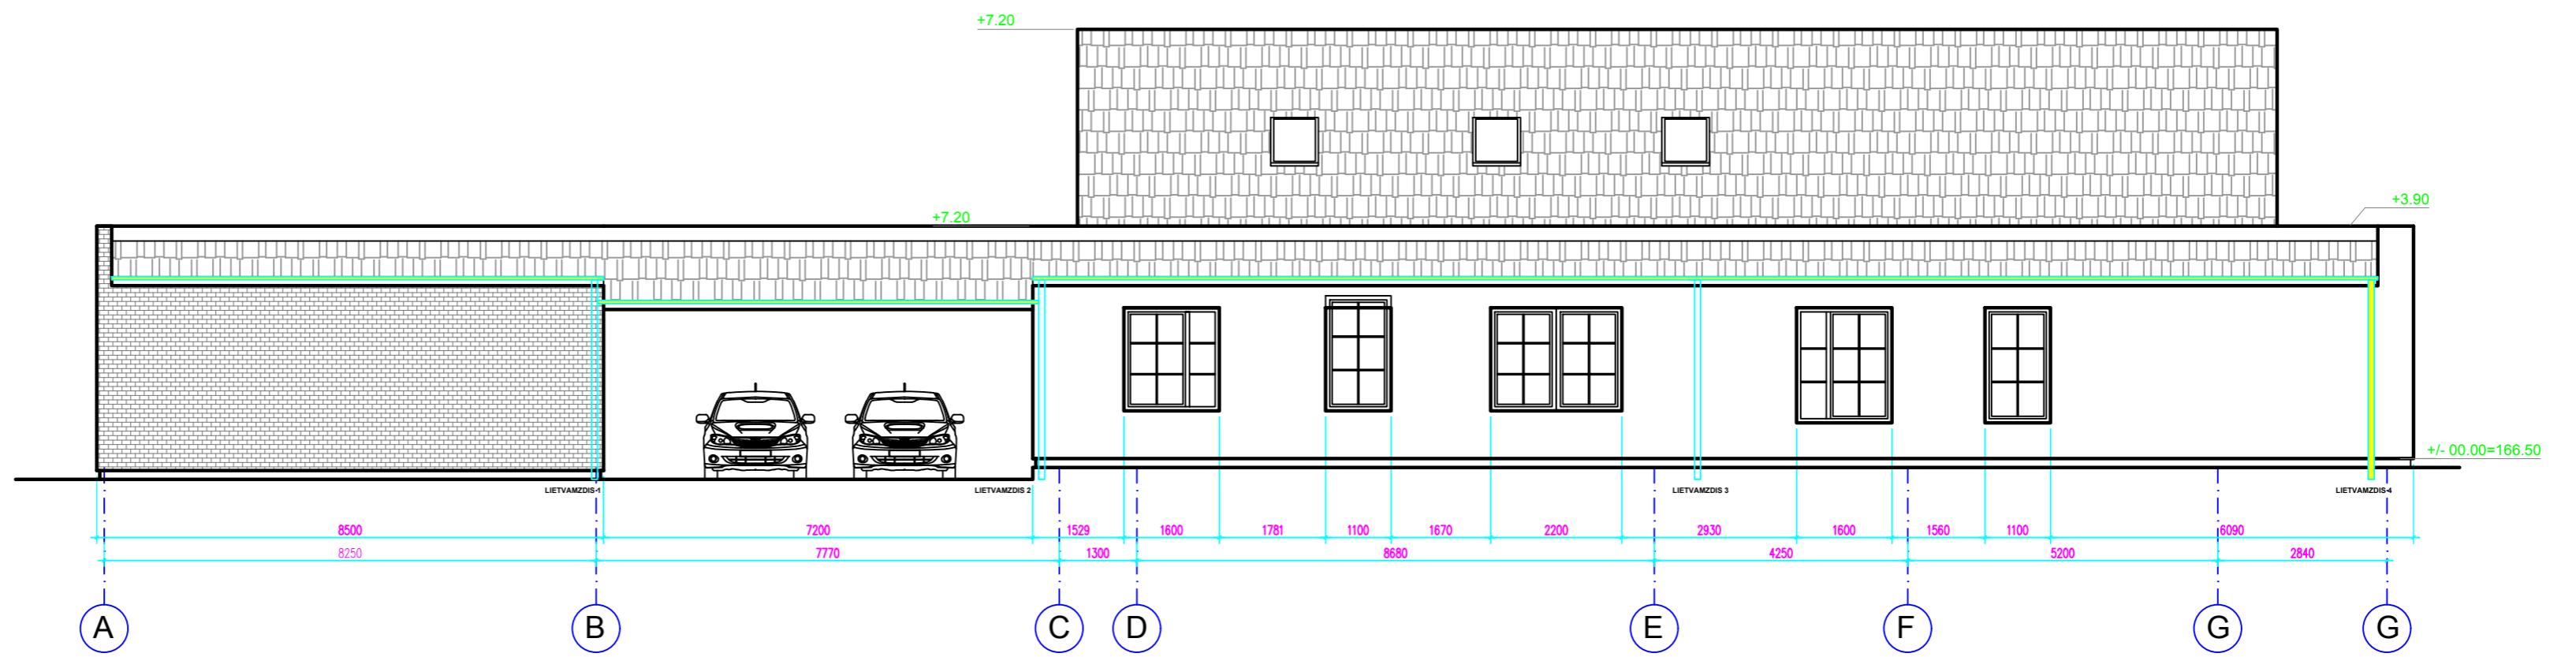 +7.20
+3.90
+7.20
+/- 00.00=166.50
LIETVAMZDIS-1
LIETVAMZDIS 2
LIETVAMZDIS 3
LIETVAMZDIS-4
8500 7200 1529 1600 1781 1100 1670 2200 2930 1600 1560 1100 6090
8250 7770 1300 8680 4250 5200 2840
A B C D E F G G